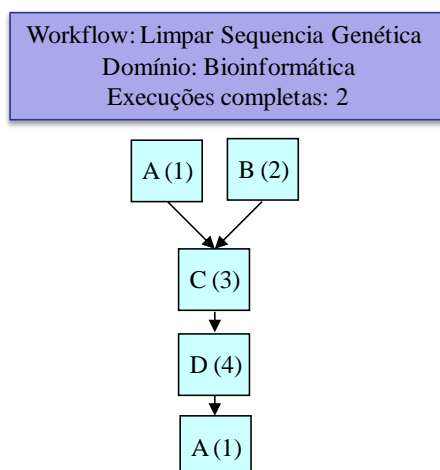 Workflow: Limpar Sequencia Genética
Domínio: Bioinformática
Execuções completas: 2
A (1)
B (2)
C (3)
D (4)
A (1)